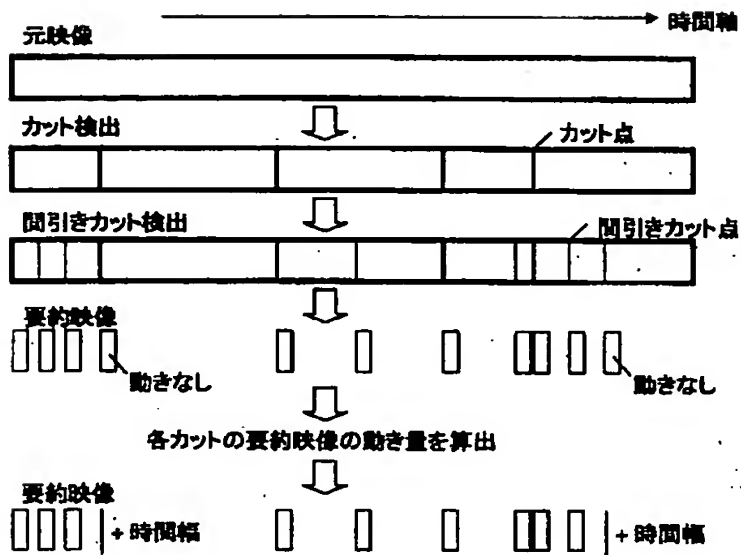 時間軸
元映像
カット検出
カット点
間引きカット検出
間引きカット点
要約映像
動きなし
動きなし
各カットの要約映像の動き量を算出
要約映像
+時間幅
+時間幅